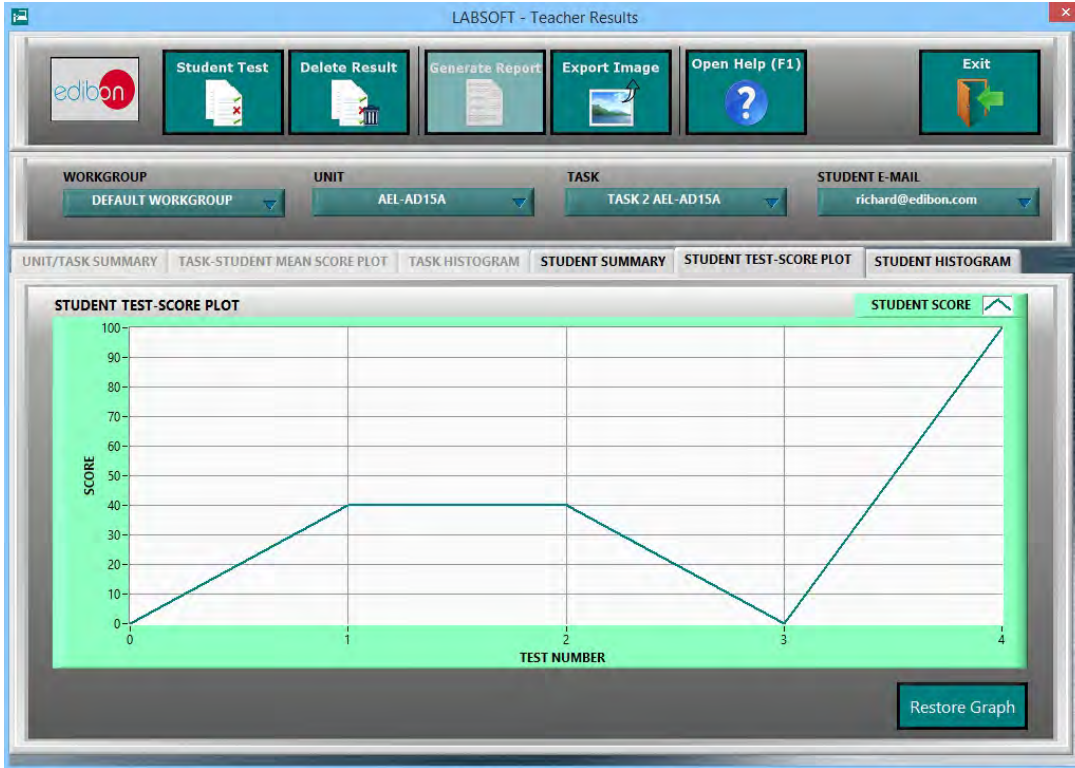 LABSOFT - Teacher Results
edibon
Student Test
Delete Result
Generate Report
Export Image
Open Help (F1)
?
Exit
WORKGROUP
DEFAULT WORKGROUP
UNIT
AEL-AD15A
TASK
TASK 2 AEL-AD15A
STUDENT E-MAIL
richard@edibon.com
UNIT/TASK SUMMARY
TASK-STUDENT MEAN SCORE PLOT
TASK HISTOGRAM
STUDENT SUMMARY
STUDENT TEST-SCORE PLOT
STUDENT HISTOGRAM
STUDENT TEST-SCORE PLOT
STUDENT SCORE
SCORE
100
90
80
70
60
50
40
30
20
10
0
0 1 2 3 4
TEST NUMBER
Restore Graph